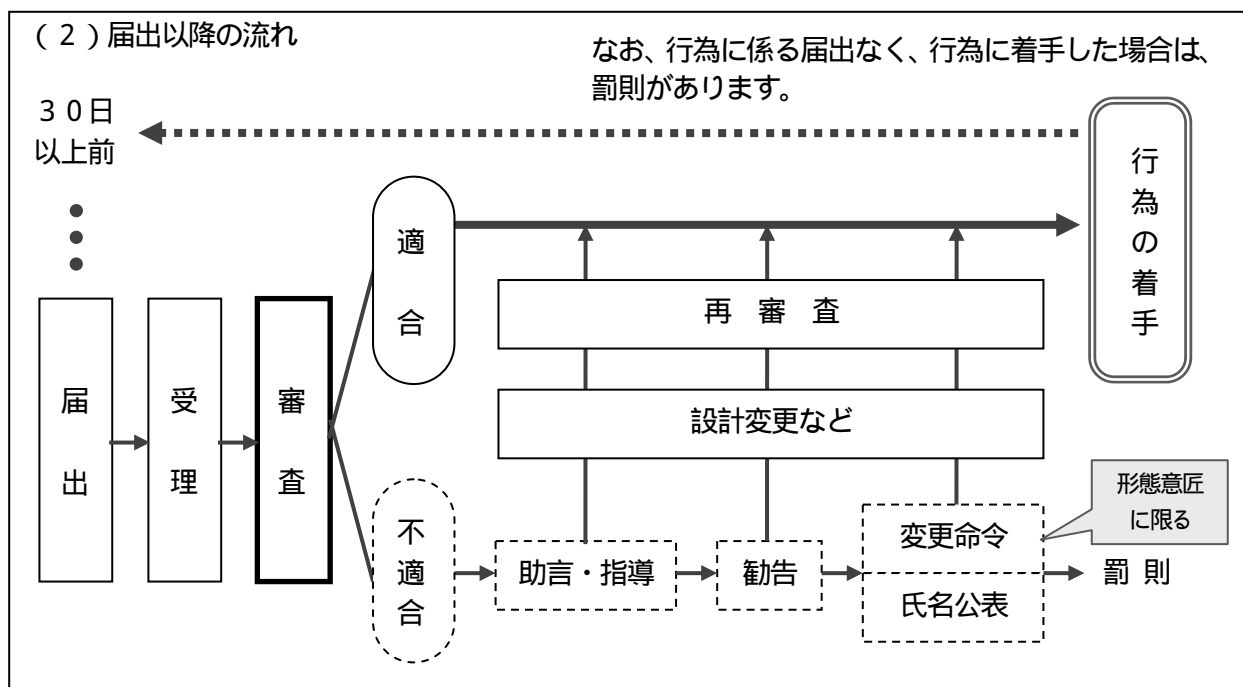 (２)届出以降の流れ
なお、行為に係る届出なく、行為に着手した場合は、
罰則があります。
３０日
以上前
行為の着手
適合
再審査
設計変更など
届出
受理
審査
不適合
助言・指導
勧告
変更命令
氏名公表
形態意匠
に限る
罰則